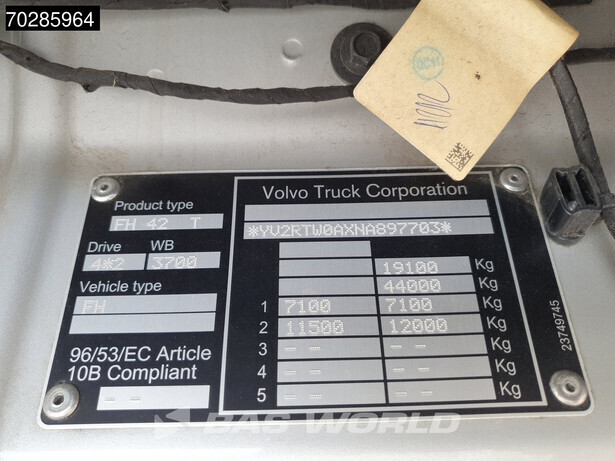 70285964
Product type
FH 42 T
Drive WB
4*2 3700
Vehicle type
FH
96/53/EC Article
10B Compliant
-- --
Volvo Truck Corporation
*YV2RTW0AXNA897703*
19100 Kg
44000 Kg
1 7100 7100 Kg
2 11500 12000 Kg
3 -- -- -- -- Kg
4 -- -- -- -- Kg
5 -- -- -- -- Kg
23749745
BAS WORLD